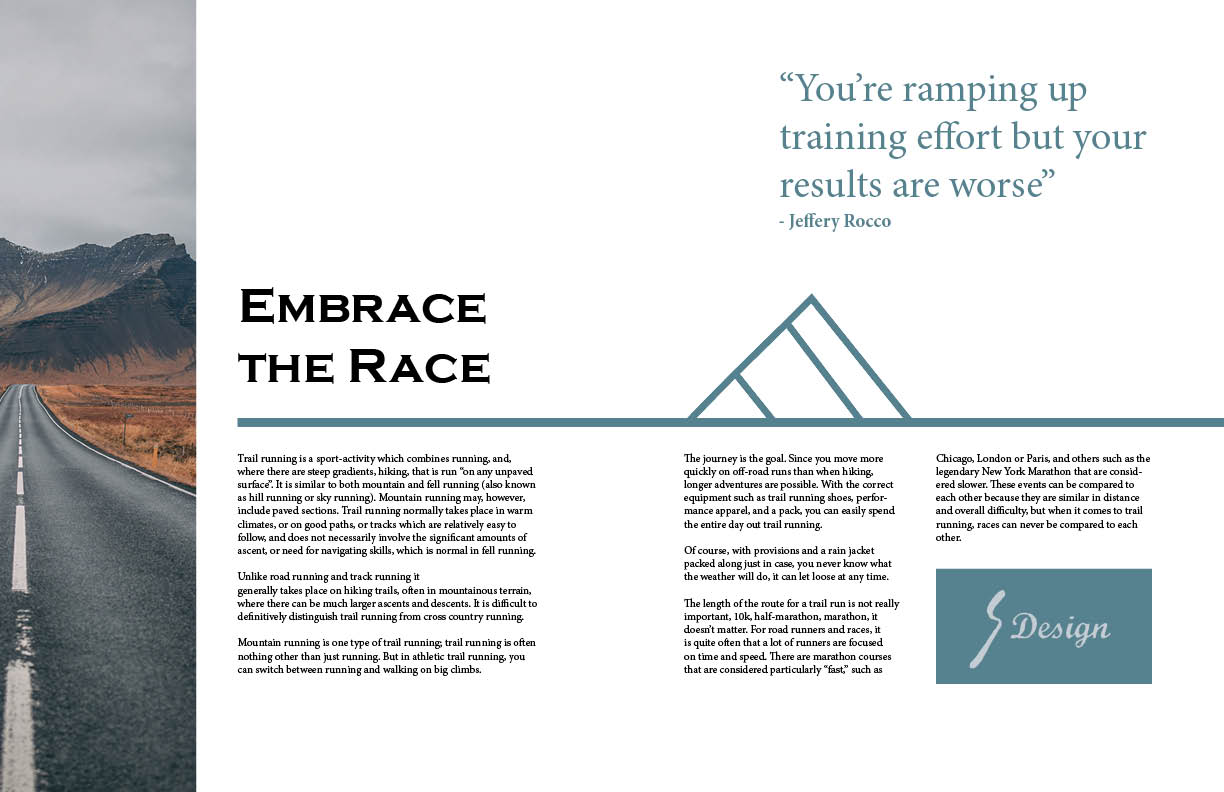 “You’re ramping up
training effort but your
results are worse”
- Jeffery Rocco
Embrace
the Race
Trail running is a sport-activity which combines running, and,
where there are steep gradients, hiking, that is run “on any unpaved
surface”. It is similar to both mountain and fell running (also known
as hill running or sky running). Mountain running may, however,
include paved sections. Trail running normally takes place in warm
climates, or on good paths, or tracks which are relatively easy to
follow, and does not necessarily involve the significant amounts of
ascent, or need for navigating skills, which is normal in fell running.
Unlike road running and track running it
generally takes place on hiking trails, often in mountainous terrain,
where there can be much larger ascents and descents. It is difficult to
definitively distinguish trail running from cross country running.
Mountain running is one type of trail running; trail running is often
nothing other than just running. But in athletic trail running, you
can switch between running and walking on big climbs.
The journey is the goal. Since you move more
quickly on off-road runs than when hiking,
longer adventures are possible. With the correct
equipment such as trail running shoes, perfor-
mance apparel, and a pack, you can easily spend
the entire day out trail running.
Of course, with provisions and a rain jacket
packed along just in case, you never know what
the weather will do, it can let loose at any time.
The length of the route for a trail run is not really
important, 10k, half-marathon, marathon, it
doesn’t matter. For road runners and races, it
is quite often that a lot of runners are focused
on time and speed. There are marathon courses
that are considered particularly “fast,” such as
Chicago, London or Paris, and others such as the
legendary New York Marathon that are consid-
ered slower. These events can be compared to
each other because they are similar in distance
and overall difficulty, but when it comes to trail
running, races can never be compared to each
other.
S Design